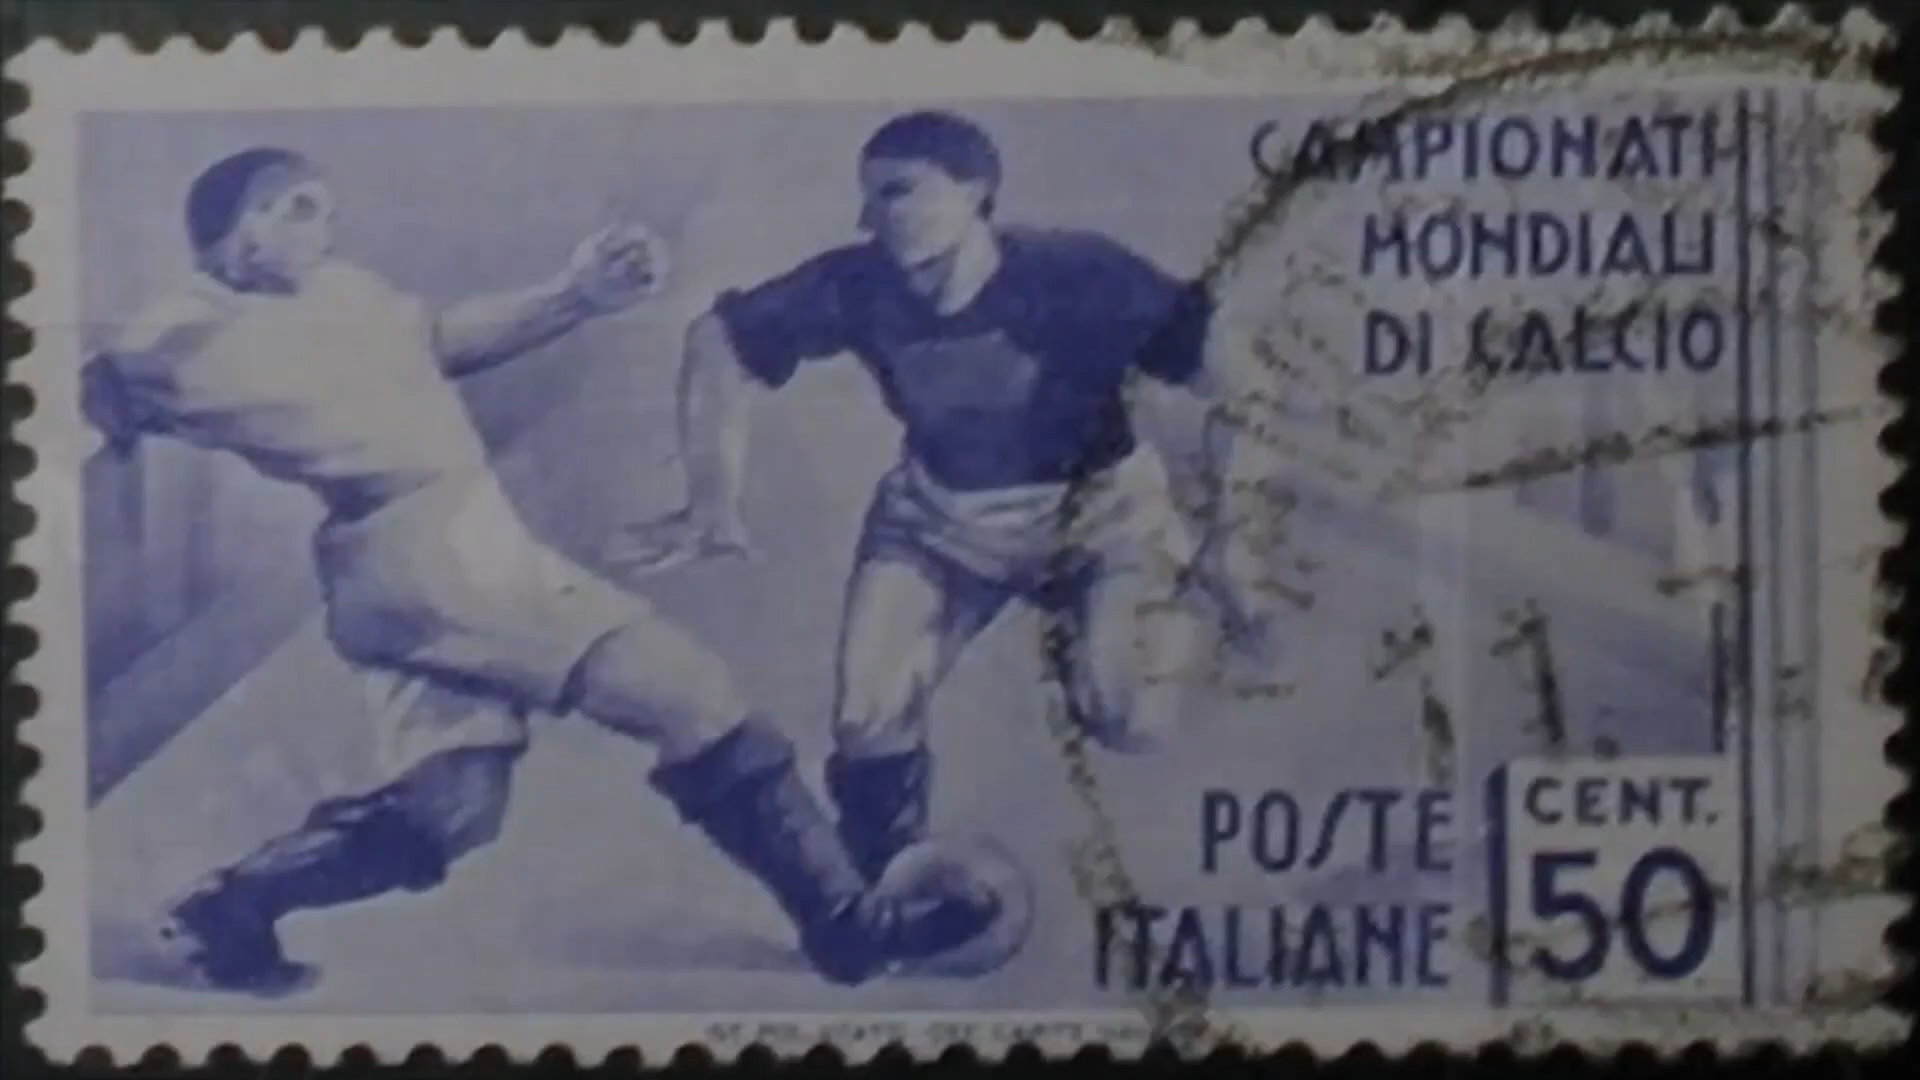 CAMPIONATI
MONDIALI
DI CALCIO
POSTE
ITALIANE
CENT.
50